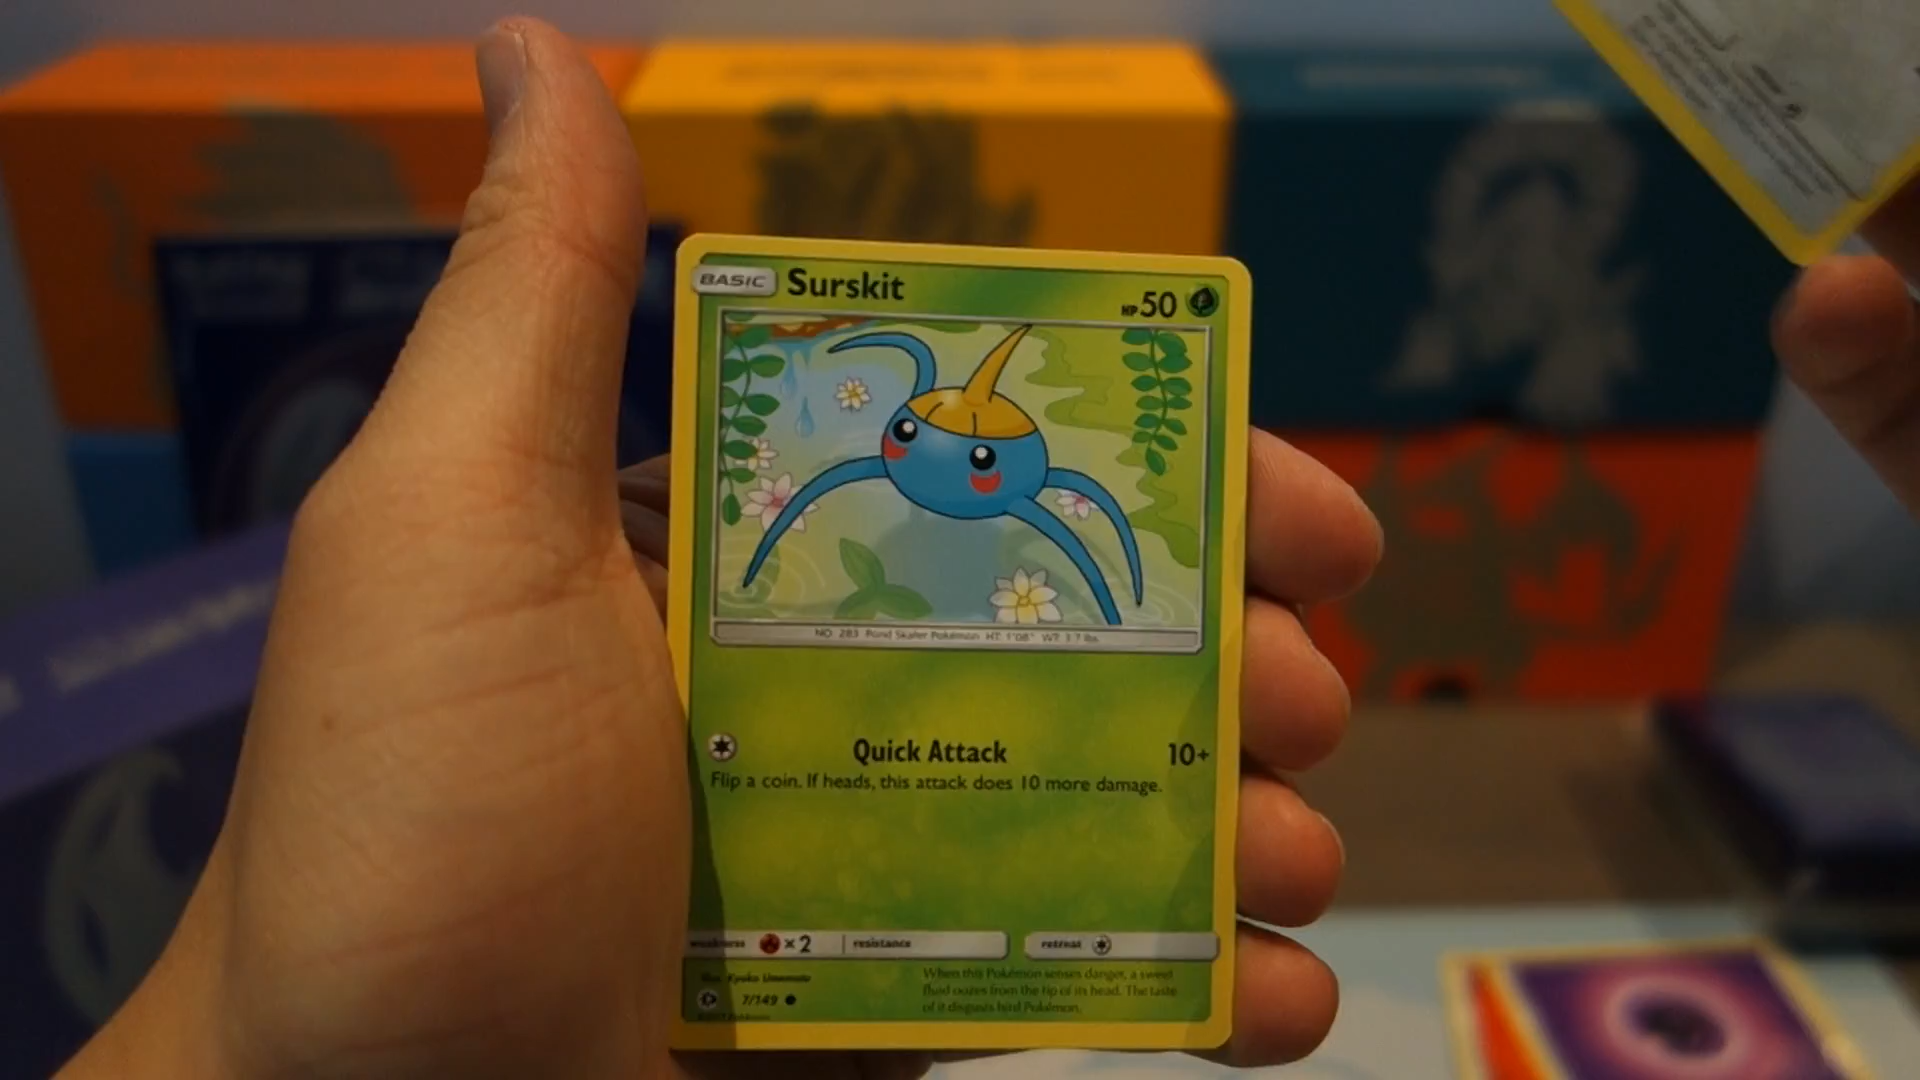 BASIC Surskit HP 50
NO. 283 Pond Skater Pokémon HT: 1'08" WT: 3.7 lbs.
Quick Attack 10+
Flip a coin. If heads, this attack does 10 more damage.
weakness ×2 resistance retreat
Illus. Kyoko Umemoto
When this Pokémon senses danger, a sweet
fluid oozes from the tip of its head. The taste
of it disgusts bird Pokémon.
7/149